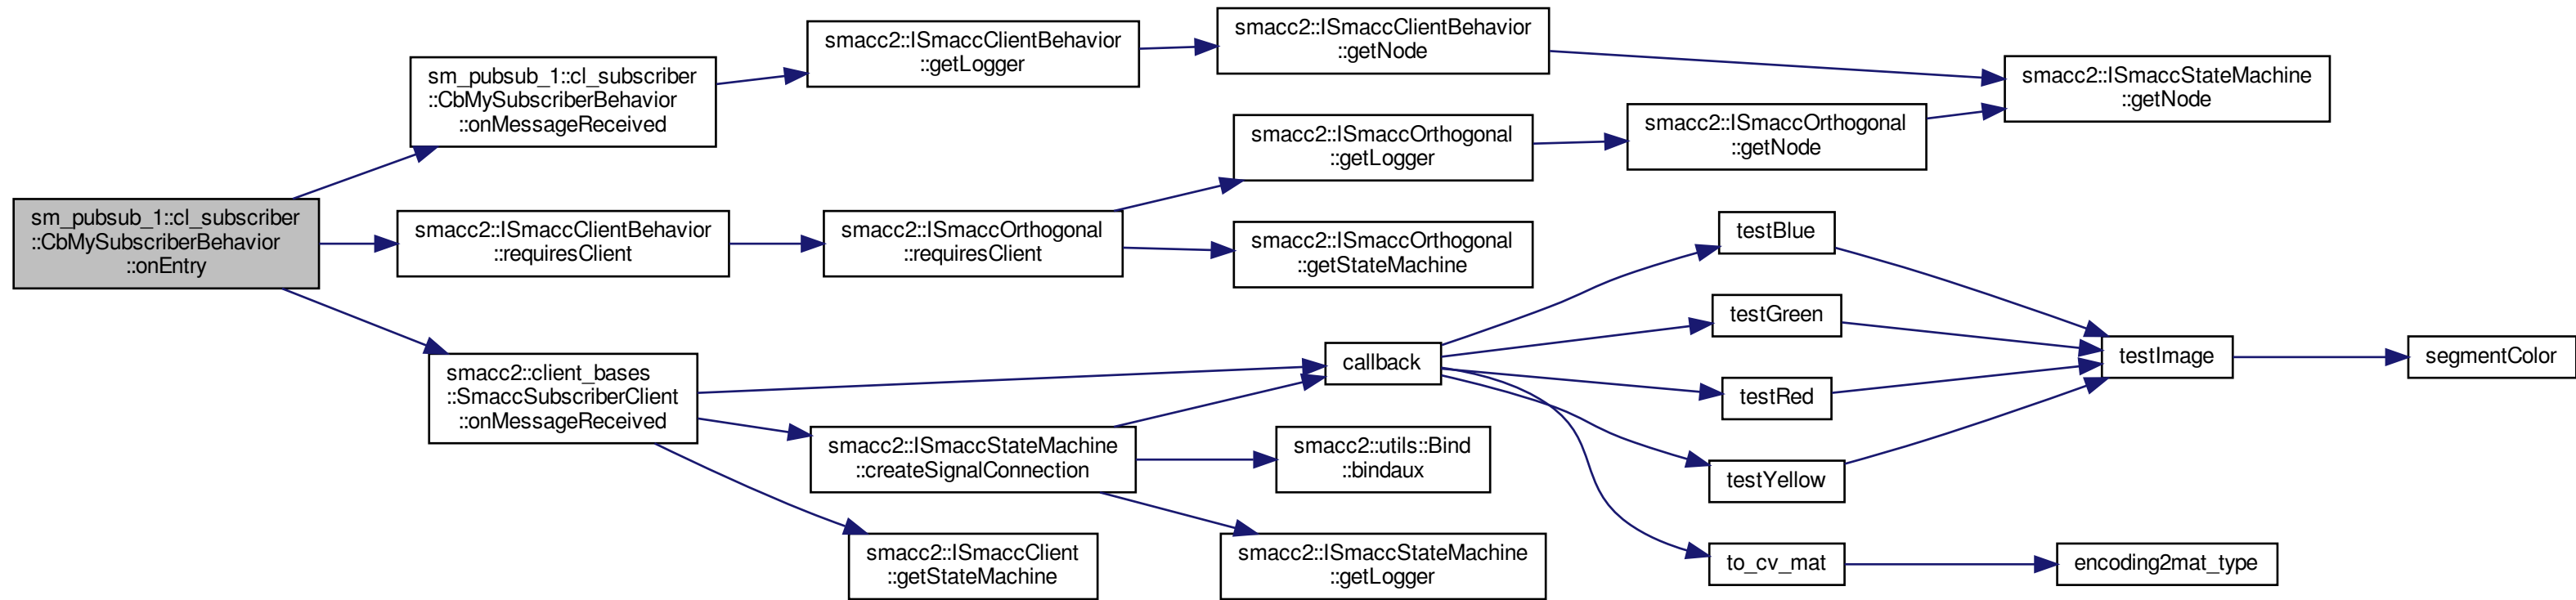 sm_pubsub_1::cl_subscriber
::CbMySubscriberBehavior
::onEntry
sm_pubsub_1::cl_subscriber
::CbMySubscriberBehavior
::onMessageReceived
smacc2::ISmaccClientBehavior
::getLogger
smacc2::ISmaccClientBehavior
::getNode
smacc2::ISmaccStateMachine
::getNode
smacc2::ISmaccClientBehavior
::requiresClient
smacc2::ISmaccOrthogonal
::requiresClient
smacc2::ISmaccOrthogonal
::getLogger
smacc2::ISmaccOrthogonal
::getNode
smacc2::ISmaccOrthogonal
::getStateMachine
smacc2::client_bases
::SmaccSubscriberClient
::onMessageReceived
callback
testBlue
testGreen
testRed
testYellow
testImage
segmentColor
to_cv_mat
encoding2mat_type
smacc2::ISmaccStateMachine
::createSignalConnection
smacc2::utils::Bind
::bindaux
smacc2::ISmaccStateMachine
::getLogger
smacc2::ISmaccClient
::getStateMachine